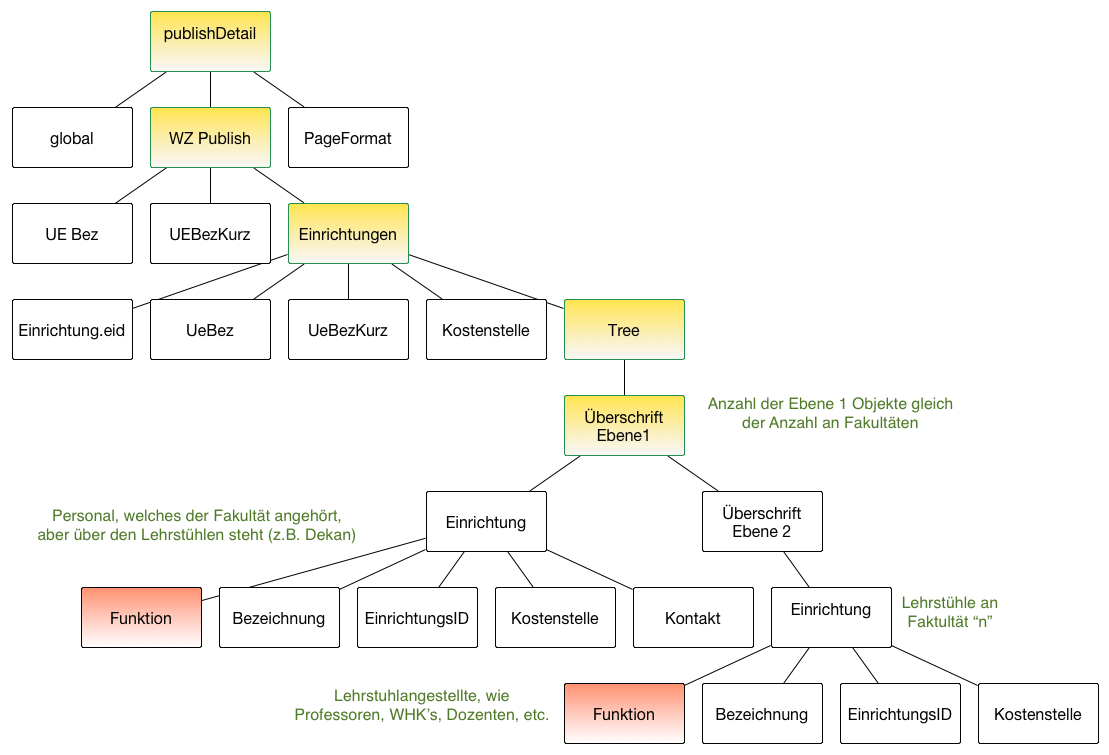 publishDetail
global
WZ Publish
PageFormat
UE Bez
UEBezKurz
Einrichtungen
Einrichtung.eid
UeBez
UeBezKurz
Kostenstelle
Tree
Überschrift
Ebene1
Anzahl der Ebene 1 Objekte gleich
der Anzahl an Fakultäten
Personal, welches der Fakultät angehört,
aber über den Lehrstühlen steht (z.B. Dekan)
Einrichtung
Überschrift
Ebene 2
Funktion
Bezeichnung
EinrichtungsID
Kostenstelle
Kontakt
Einrichtung
Lehrstühle an
Faktultät “n”
Lehrstuhlangestellte, wie
Professoren, WHK’s, Dozenten, etc.
Funktion
Bezeichnung
EinrichtungsID
Kostenstelle